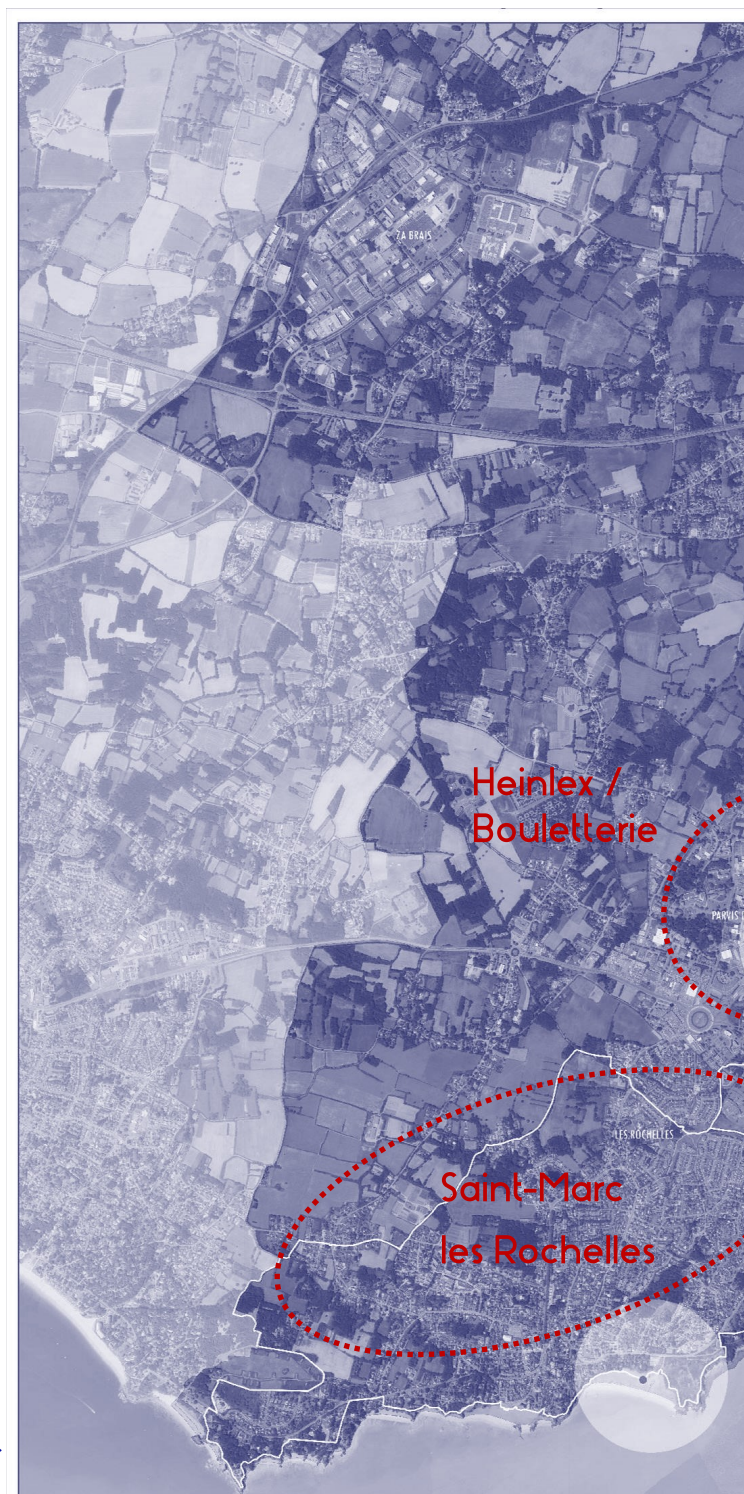 ZA BRAIS
Heinlex /
Bouletterie
PARVIS
LES ROCHELLES
Saint-Marc
les Rochelles